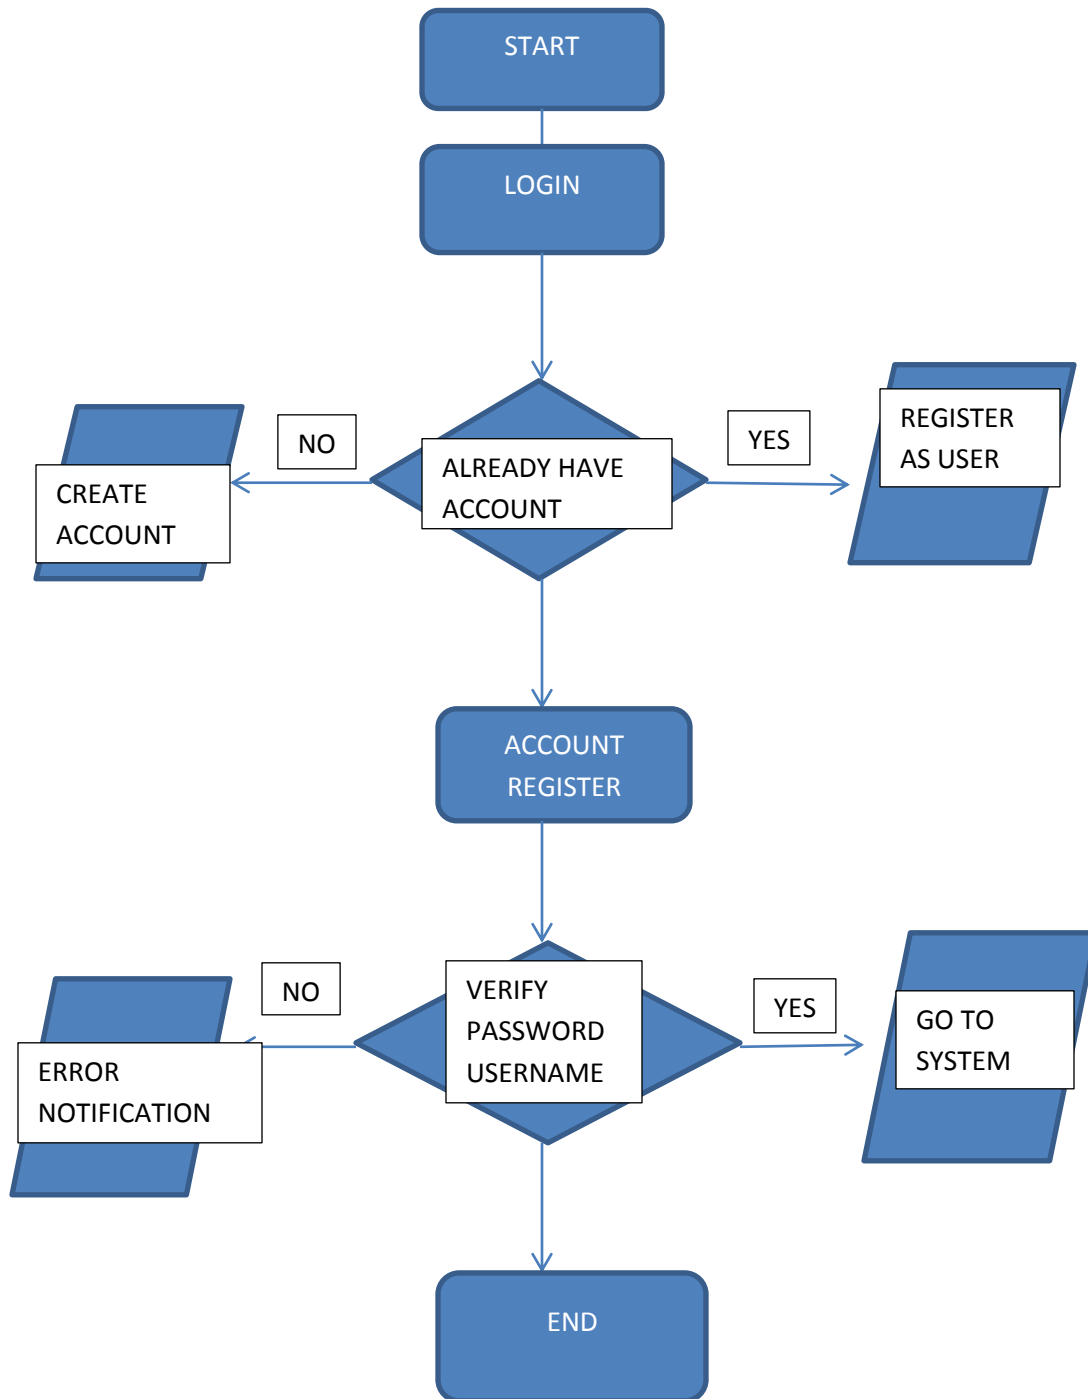 START
LOGIN
NO
YES
REGISTER
AS USER
ALREADY HAVE
ACCOUNT
CREATE
ACCOUNT
ACCOUNT
REGISTER
NO
VERIFY
PASSWORD
USERNAME
YES
GO TO
SYSTEM
ERROR
NOTIFICATION
END